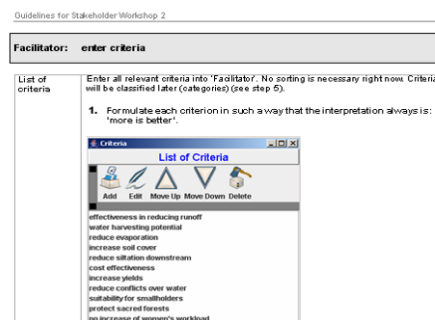 Guidelines for Stakeholder Workshop 2
Facilitator: enter criteria
List of criteria
Enter all relevant criteria into 'Facilitator'. No sorting is necessary right now. Criteria
will be classified later (categories) (see step 5).
1. Formulate each criterion in such a way that the interpretation always is:
'more is better'.
Criteria
List of Criteria
Add Edit Move Up Move Down Delete
effectiveness in reducing runoff
water harvesting potential
reduce evaporation
increase soil cover
reduce siltation downstream
cost effectiveness
increase yields
reduce conflicts over water
suitability for smallholders
protect sacred forests
no increase of women's workload